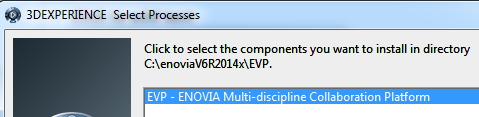 3DEXPERIENCE Select Processes
Click to select the components you want to install in directory
C:\enoviaV6R2014x\EVP.
EVP - ENOVIA Multi-discipline Collaboration Platform